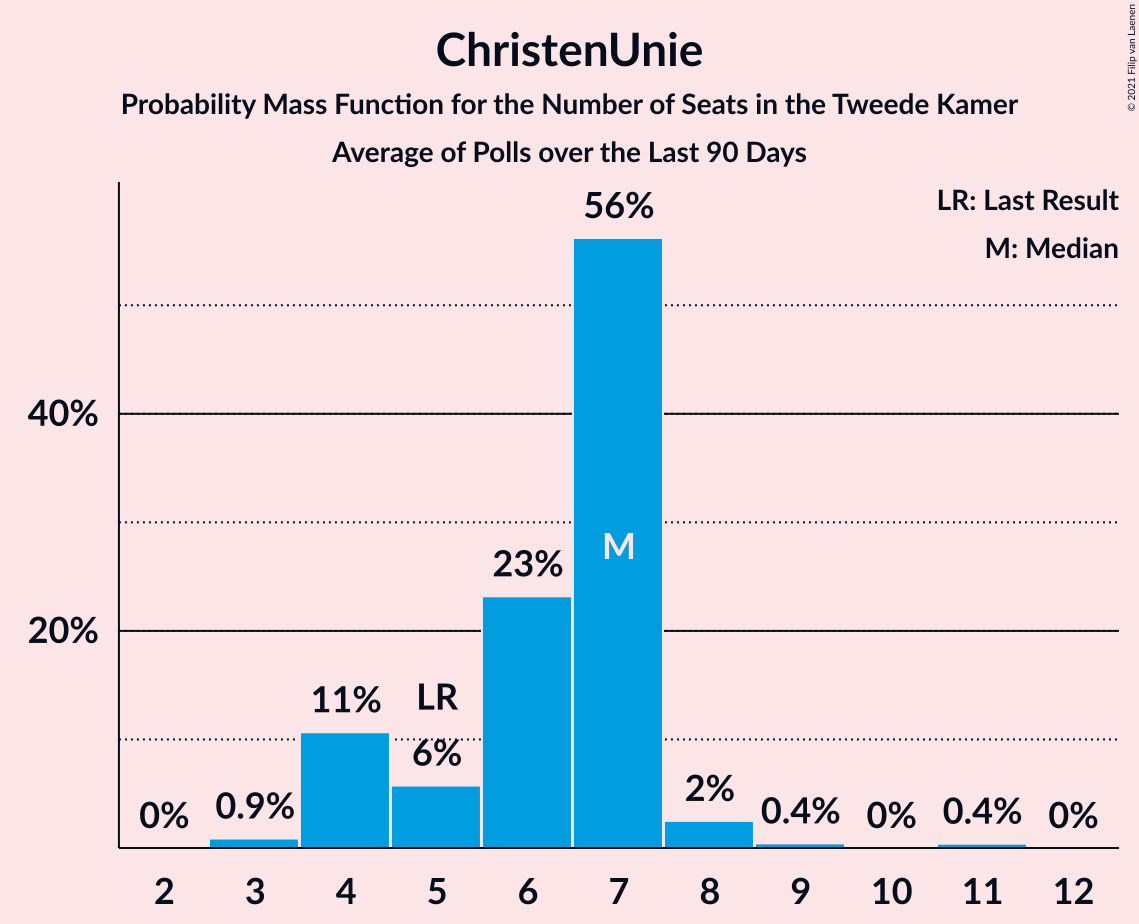 ChristenUnie
Probability Mass Function for the Number of Seats in the Tweede Kamer
Average of Polls over the Last 90 Days
© 2021 Filip van Laenen
LR: Last Result
M: Median
56%
40%
M
23%
20%
LR
11%
6%
2%
0%
0.9%
0.4%
0%
0.4%
0%
2 3 4 5 6 7 8 9 10 11 12